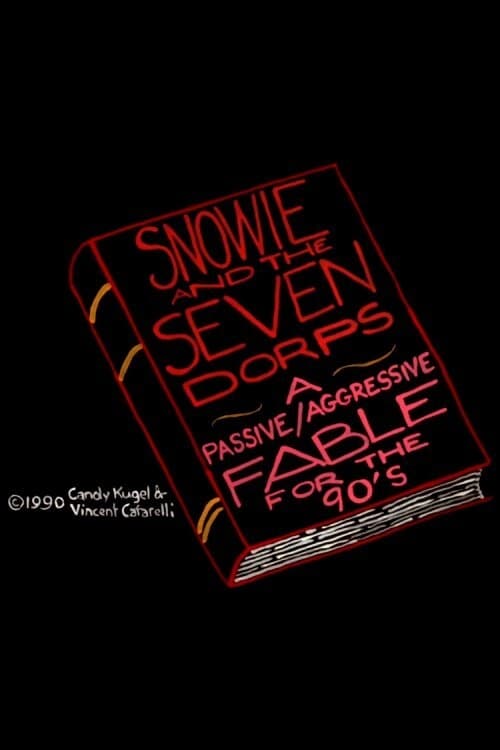 SNOWIE
AND THE
SEVEN
DORPS
A
PASSIVE/AGGRESSIVE
FABLE
FOR THE
90'S
©1990 Candy Kugel &
Vincent Cafarelli